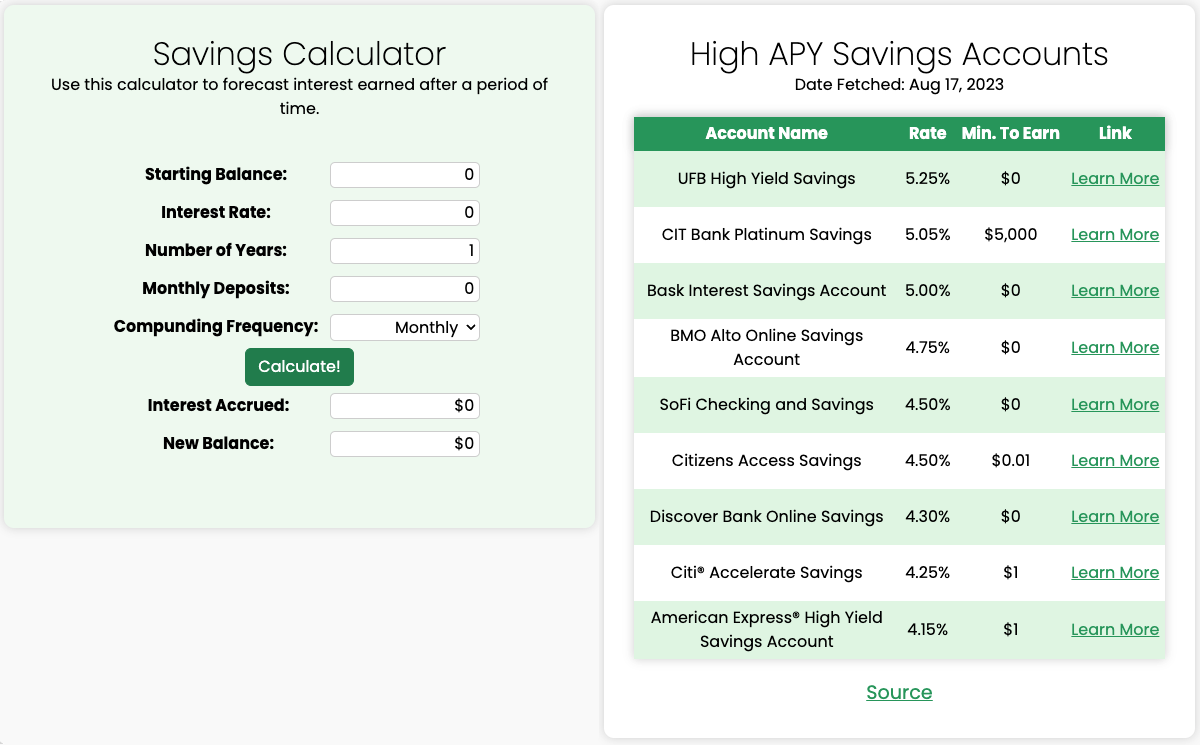 Savings Calculator
Use this calculator to forecast interest earned after a period of
time.
Starting Balance: 0
Interest Rate: 0
Number of Years: 1
Monthly Deposits: 0
Compunding Frequency: Monthly
Calculate!
Interest Accrued: $0
New Balance: $0
High APY Savings Accounts
Date Fetched: Aug 17, 2023
Account Name Rate Min. To Earn Link
UFB High Yield Savings 5.25% $0 Learn More
CIT Bank Platinum Savings 5.05% $5,000 Learn More
Bask Interest Savings Account 5.00% $0 Learn More
BMO Alto Online Savings
Account 4.75% $0 Learn More
SoFi Checking and Savings 4.50% $0 Learn More
Citizens Access Savings 4.50% $0.01 Learn More
Discover Bank Online Savings 4.30% $0 Learn More
Citi® Accelerate Savings 4.25% $1 Learn More
American Express® High Yield
Savings Account 4.15% $1 Learn More
Source